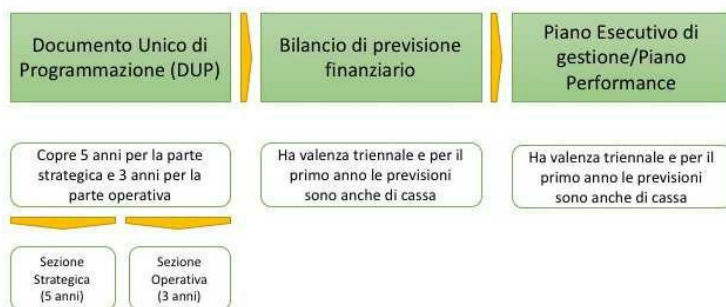 Documento Unico di
Programmazione (DUP)
Bilancio di previsione
finanziario
Piano Esecutivo di
gestione/Piano
Performance
Copre 5 anni per la parte
strategica e 3 anni per la
parte operativa
Ha valenza triennale e per il
primo anno le previsioni
sono anche di cassa
Ha valenza triennale e per il
primo anno le previsioni
sono anche di cassa
Sezione
Strategica
(5 anni)
Sezione
Operativa
(3 anni)